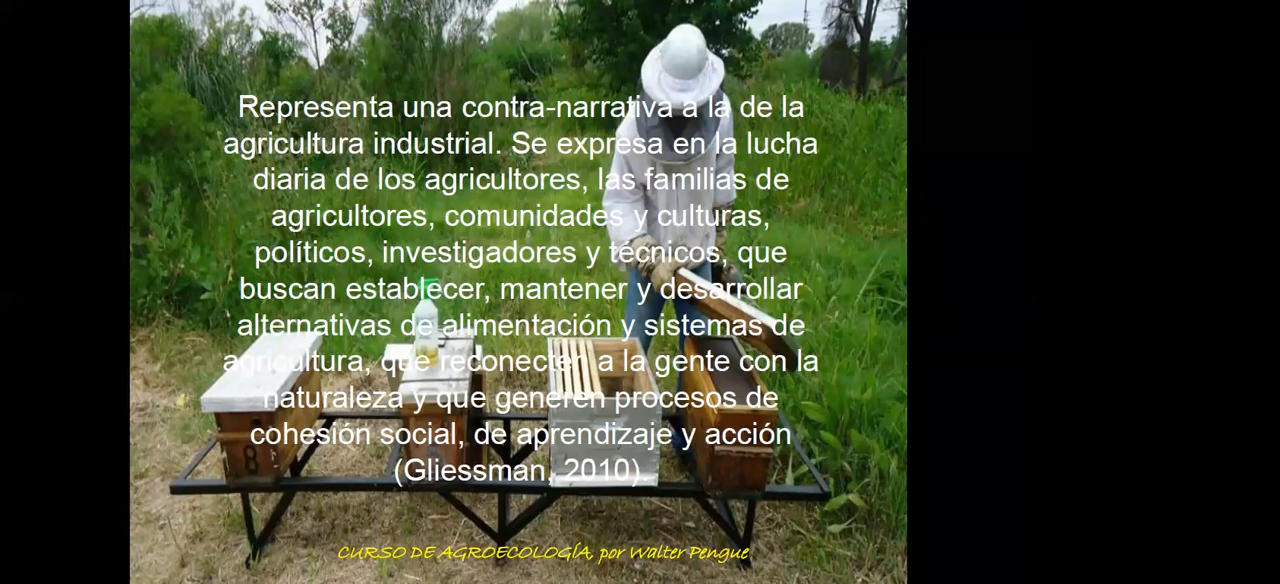 Representa una contra-narrativa a la de la
agricultura industrial. Se expresa en la lucha
diaria de los agricultores, las familias de
agricultores, comunidades y culturas,
políticos, investigadores y técnicos, que
buscan establecer, mantener y desarrollar
alternativas de alimentación y sistemas de
agricultura, que reconecten a la gente con la
naturaleza y que generen procesos de
cohesión social, de aprendizaje y acción
(Gliessman, 2010).
8
CURSO DE AGROECOLOGÍA, por Walter Pengue